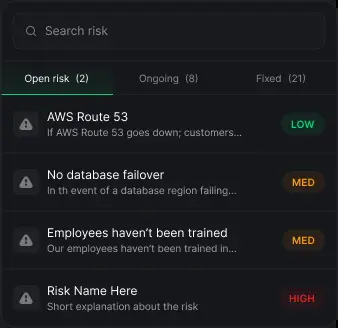 Search risk
Open risk (2)
Ongoing (8)
Fixed (21)
AWS Route 53
If AWS Route 53 goes down; customers...
LOW
No database failover
In th event of a database region failing...
MED
Employees haven't been trained
Our employees haven't been trained in...
MED
Risk Name Here
Short explanation about the risk
HIGH